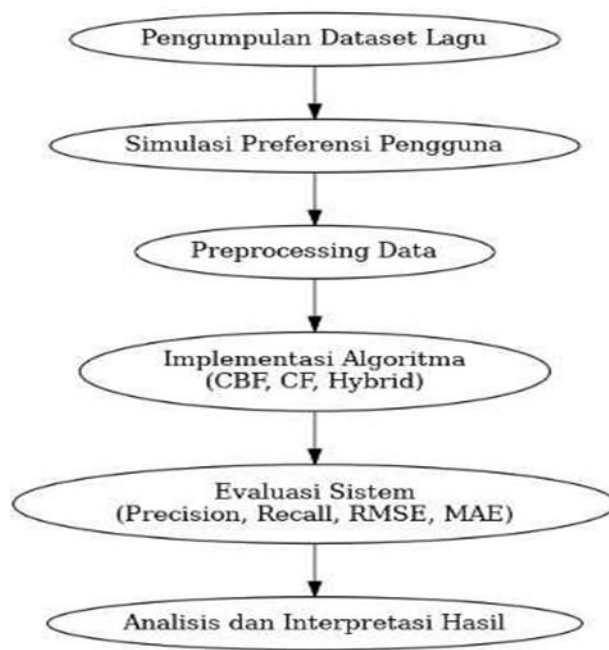 Pengumpulan Dataset Lagu
Simulasi Preferensi Pengguna
Preprocessing Data
Implementasi Algoritma
(CBF, CF, Hybrid)
Evaluasi Sistem
(Precision, Recall, RMSE, MAE)
Analisis dan Interpretasi Hasil